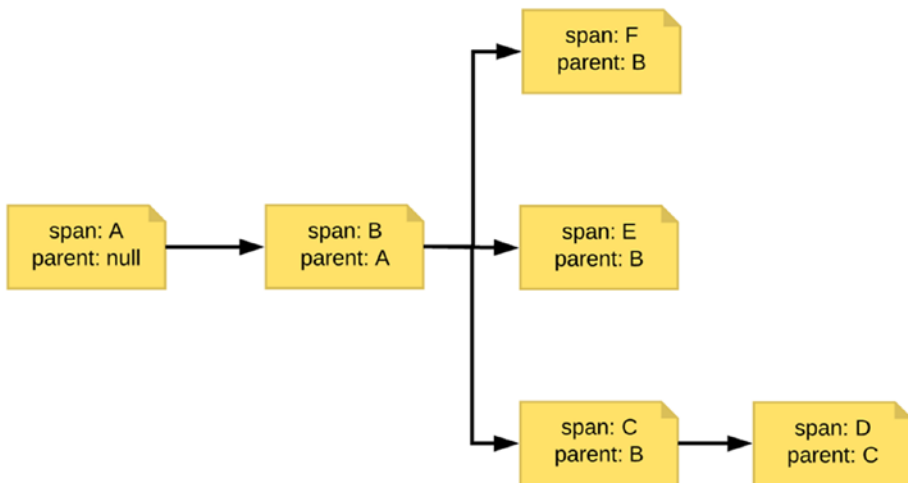 span: F
parent: B
span: A
parent: null
span: B
parent: A
span: E
parent: B
span: C
parent: B
span: D
parent: C